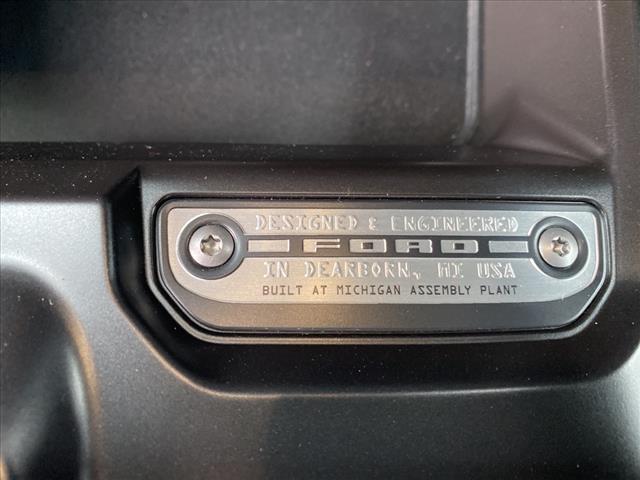 DESIGNED & ENGINEERED
FORD
IN DEARBORN, MI USA
BUILT AT MICHIGAN ASSEMBLY PLANT